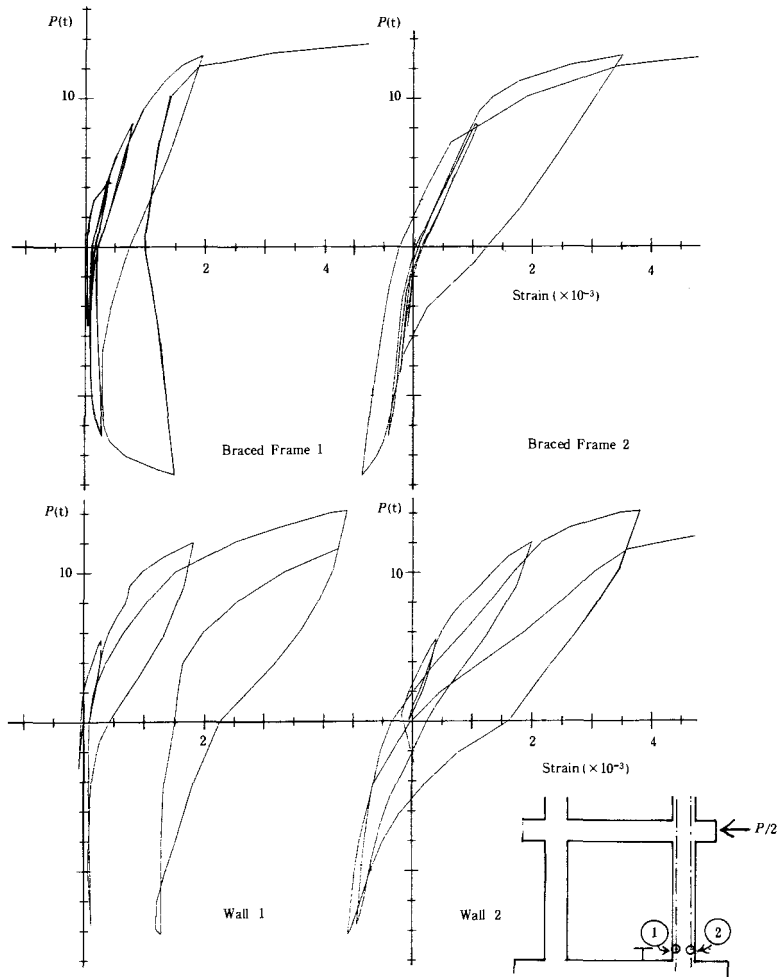 P(t)
10
2
4
Braced Frame 1
P(t)
10
2
4
Strain (×10⁻³)
Braced Frame 2
P(t)
10
2
Wall 1
P(t)
10
2
4
Strain (×10⁻³)
Wall 2
P/2
1
2